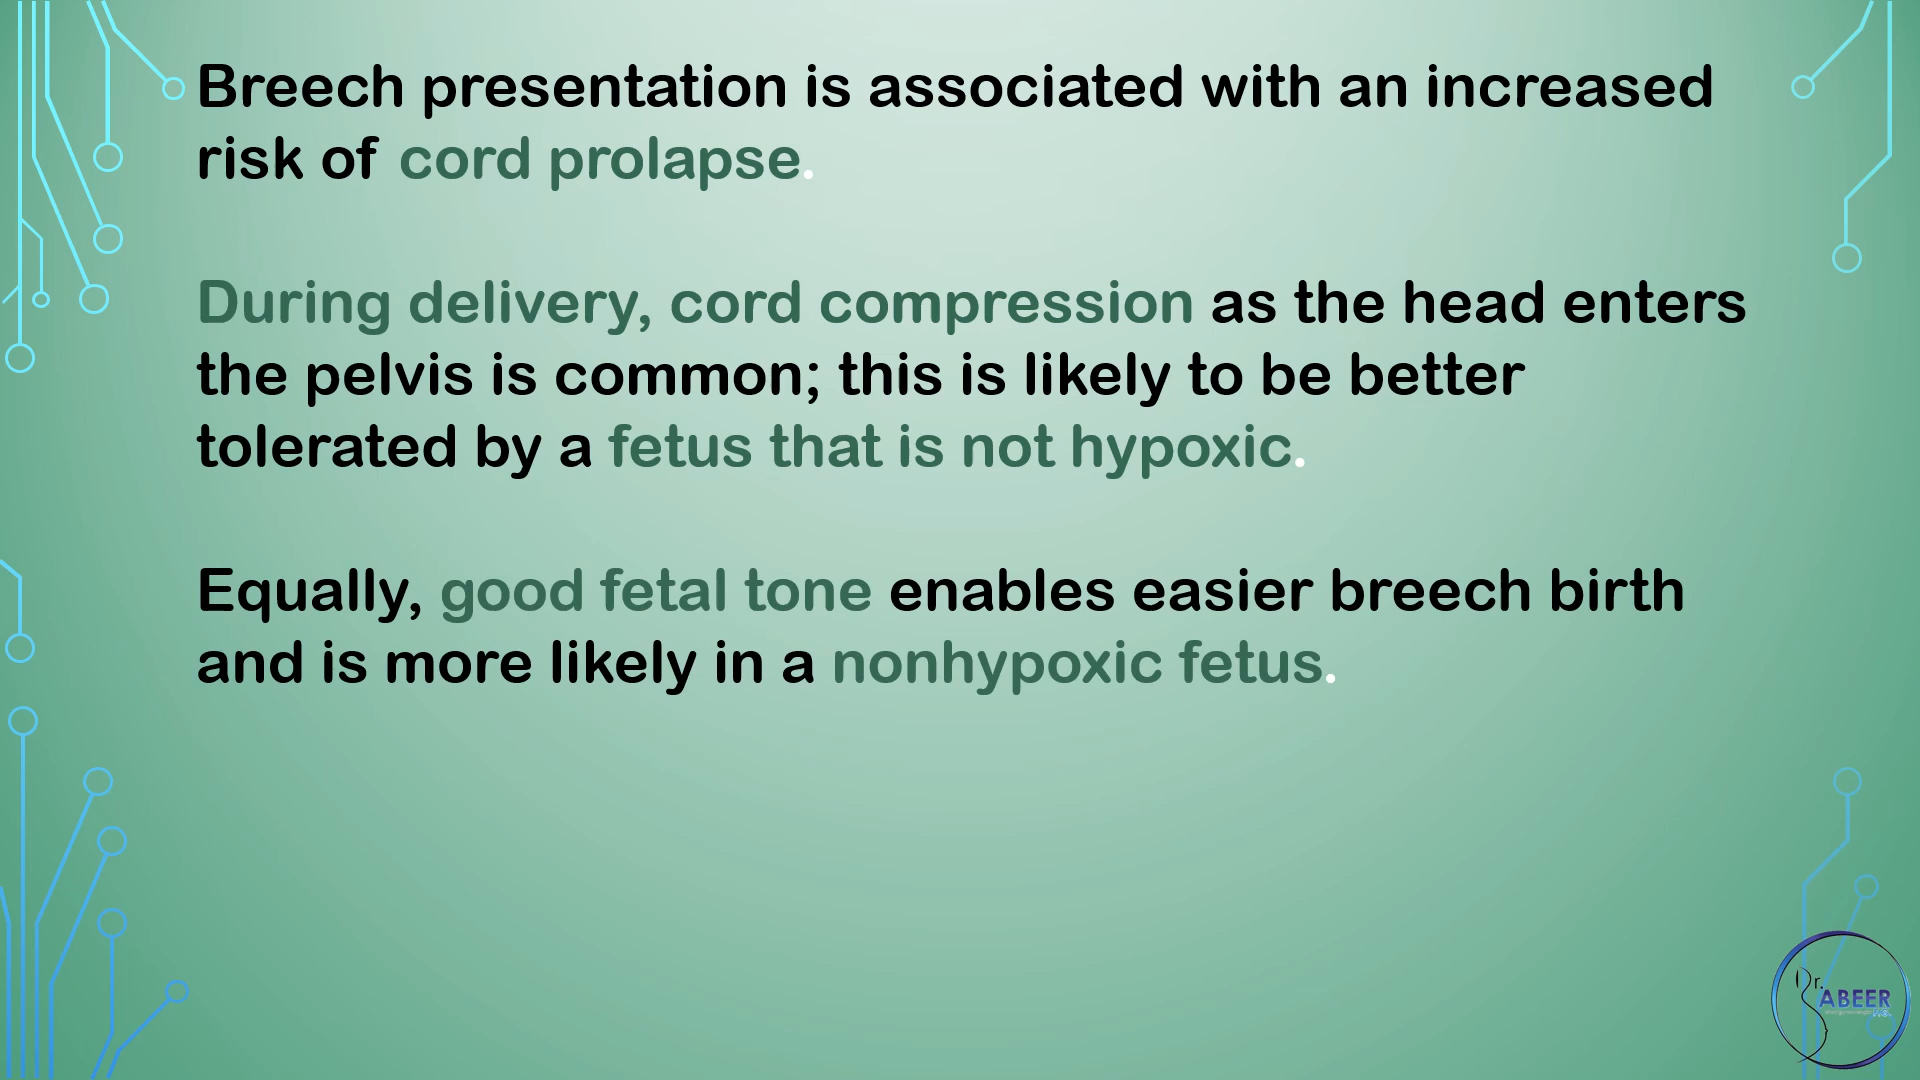 Breech presentation is associated with an increased
risk of cord prolapse.
During delivery, cord compression as the head enters
the pelvis is common; this is likely to be better
tolerated by a fetus that is not hypoxic.
Equally, good fetal tone enables easier breech birth
and is more likely in a nonhypoxic fetus.
Dr.
ABEER